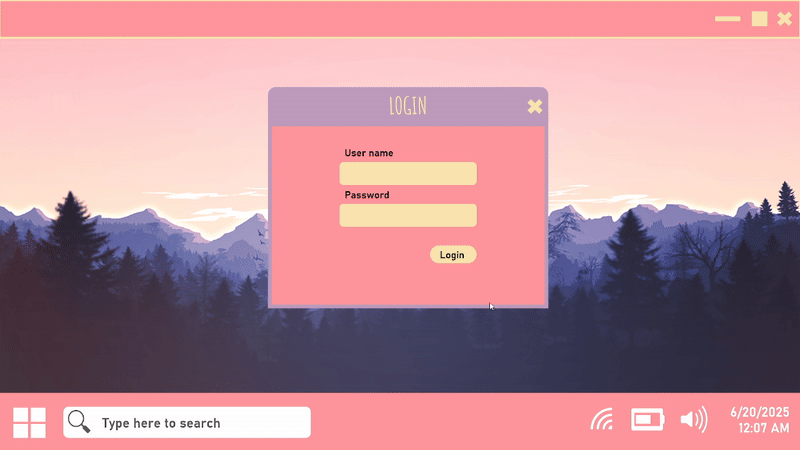 LOGIN
User name
Password
Login
Type here to search
6/20/2025
12:07 AM